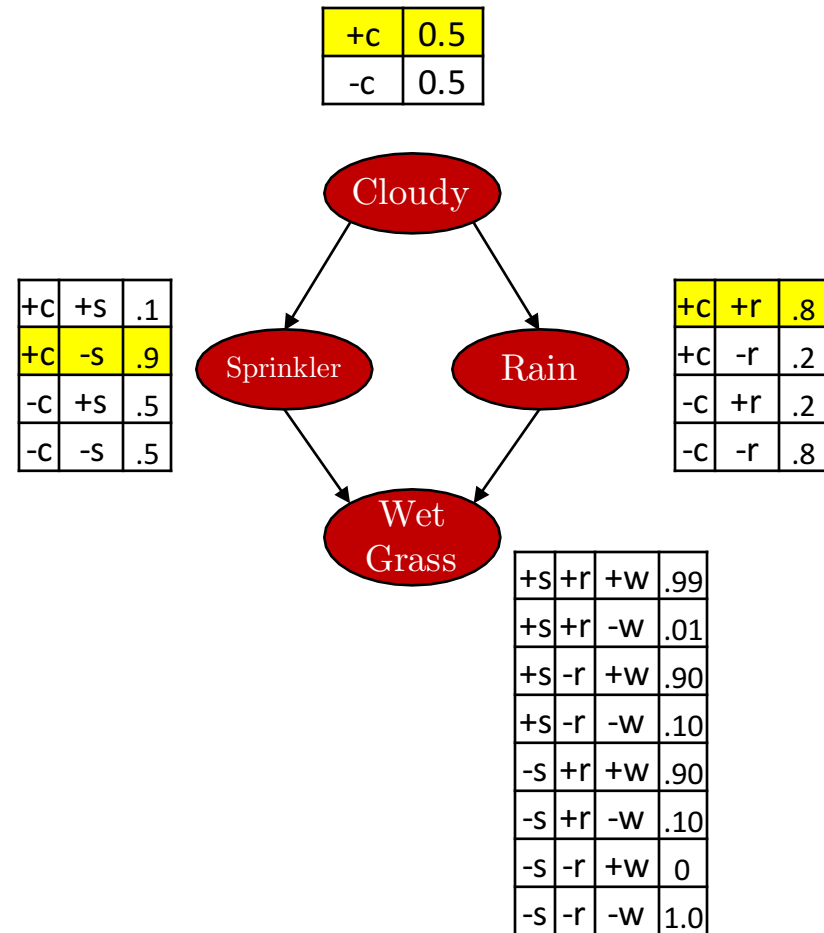 +c 0.5
-c 0.5
Cloudy
+c +s .1
+c -s .9
-c +s .5
-c -s .5
Sprinkler
Rain
+c +r .8
+c -r .2
-c +r .2
-c -r .8
Wet
Grass
+s +r +w .99
+s +r -w .01
+s -r +w .90
+s -r -w .10
-s +r +w .90
-s +r -w .10
-s -r +w 0
-s -r -w 1.0